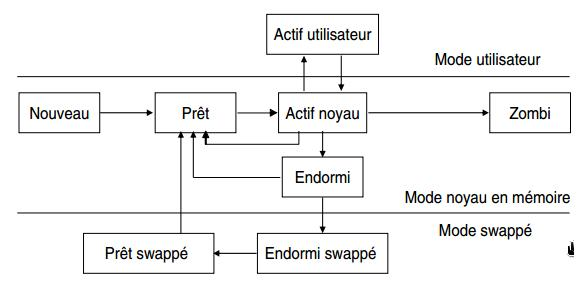 Actif utilisateur
Mode utilisateur
Nouveau
Prêt
Actif noyau
Zombi
Endormi
Mode noyau en mémoire
Mode swappé
Prêt swappé
Endormi swappé